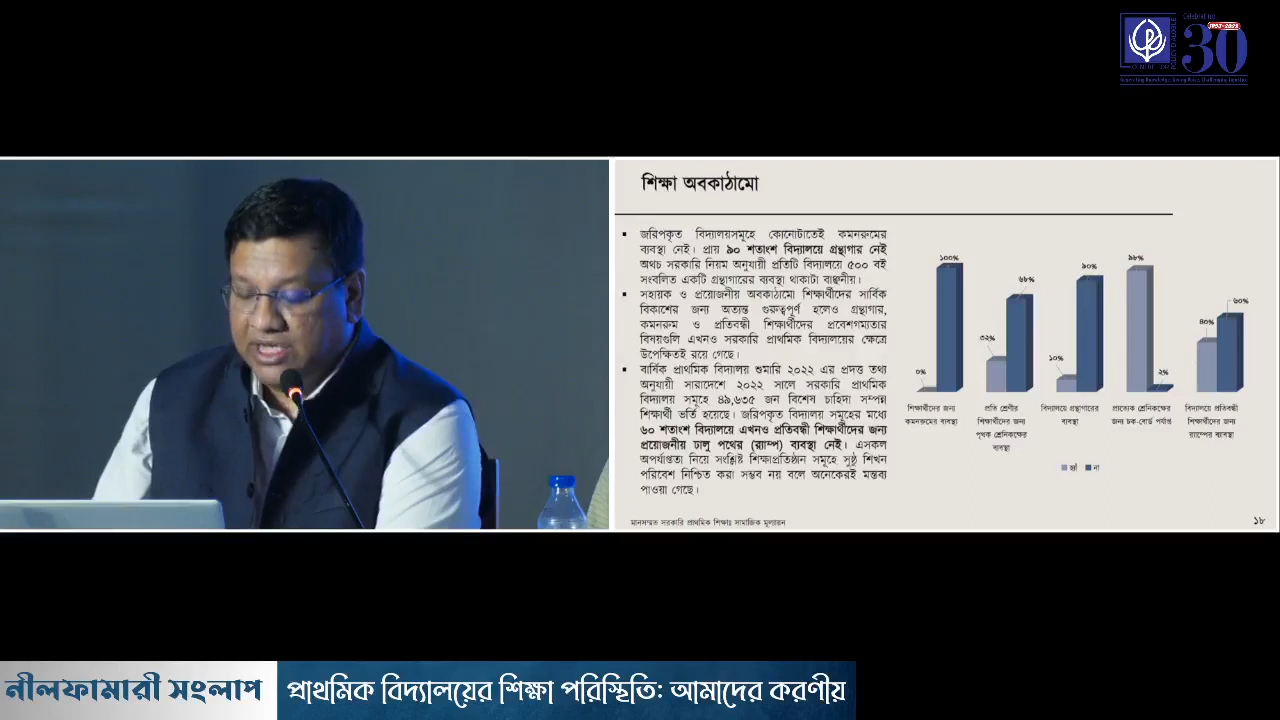 Celebrating
1993-2023
30
CENTRE FOR
POLICY DIALOGUE
শিক্ষা অবকাঠামো
▪ জরিপকৃত বিদ্যালয়সমূহে কোনোটাতেই কমনরুমের
ব্যবস্থা নেই। প্রায় ৯০ শতাংশ বিদ্যালয়ে গ্রন্থাগার নেই
অথচ সরকারি নিয়ম অনুযায়ী প্রতিটি বিদ্যালয়ে ৫০০ বই
সংবলিত একটি গ্রন্থাগারের ব্যবস্থা থাকাটা বাঞ্ছনীয়।
▪ সহায়ক ও প্রয়োজনীয় অবকাঠামো শিক্ষার্থীদের সার্বিক
বিকাশের জন্য অত্যন্ত গুরুত্বপূর্ণ হলেও গ্রন্থাগার,
কমনরুম ও প্রতিবন্ধী শিক্ষার্থীদের প্রবেশগম্যতার
বিষয়গুলি এখনও সরকারি প্রাথমিক বিদ্যালয়ের ক্ষেত্রে
উপেক্ষিতই রয়ে গেছে।
▪ বার্ষিক প্রাথমিক বিদ্যালয় শুমারি ২০২২ এর প্রদত্ত তথ্য
অনুযায়ী সারাদেশে ২০২২ সালে সরকারি প্রাথমিক
বিদ্যালয় সমূহে ৪৯,৬৩৫ জন বিশেষ চাহিদা সম্পন্ন
শিক্ষার্থী ভর্তি হয়েছে। জরিপকৃত বিদ্যালয় সমূহের মধ্যে
৬০ শতাংশ বিদ্যালয়ে এখনও প্রতিবন্ধী শিক্ষার্থীদের জন্য
প্রয়োজনীয় ঢালু পথের (র‍্যাম্প) ব্যবস্থা নেই। এসকল
অপর্যাপ্ততা নিয়ে সংশ্লিষ্ট শিক্ষাপ্রতিষ্ঠান সমূহে সুষ্ঠু শিখন
পরিবেশ নিশ্চিত করা সম্ভব নয় বলে অনেকেরই মন্তব্য
পাওয়া গেছে।
০% ১০০% ৩২% ৬৮% ১০% ৯০% ৯৮% ২% ৪০% ৬০%
শিক্ষার্থীদের জন্য
কমনরুমের ব্যবস্থা
প্রতি শ্রেণীর
শিক্ষার্থীদের জন্য
পৃথক শ্রেনিকক্ষের
ব্যবস্থা
বিদ্যালয়ে গ্রন্থাগারের
ব্যবস্থা
প্রত্যেক শ্রেনিকক্ষের
জন্য চক-বোর্ড পর্যাপ্ত
বিদ্যালয়ে প্রতিবন্ধী
শিক্ষার্থীদের জন্য
র‍্যাম্পের ব্যবস্থা
হ্যাঁ না
মানসম্মত সরকারি প্রাথমিক শিক্ষাঃ সামাজিক মূল্যায়ন
১৮
নীলফামারী সংলাপ
প্রাথমিক বিদ্যালয়ের শিক্ষা পরিস্থিতি: আমাদের করণীয়